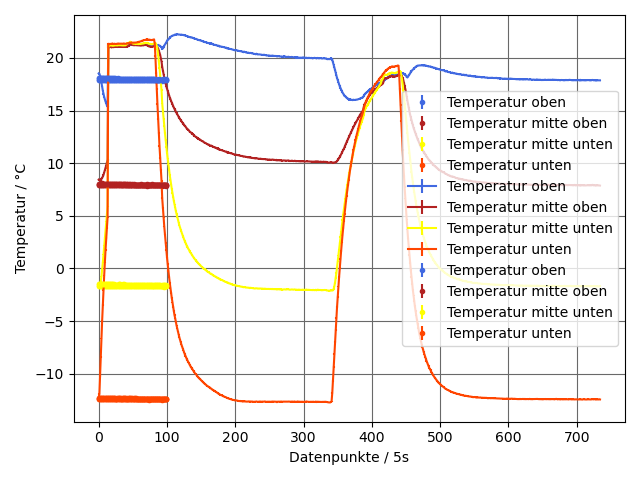 20
15
10
5
0
−5
−10
Temperatur / °C
Temperatur oben
Temperatur mitte oben
Temperatur mitte unten
Temperatur unten
Temperatur oben
Temperatur mitte oben
Temperatur mitte unten
Temperatur unten
Temperatur oben
Temperatur mitte oben
Temperatur mitte unten
Temperatur unten
0 100 200 300 400 500 600 700
Datenpunkte / 5s